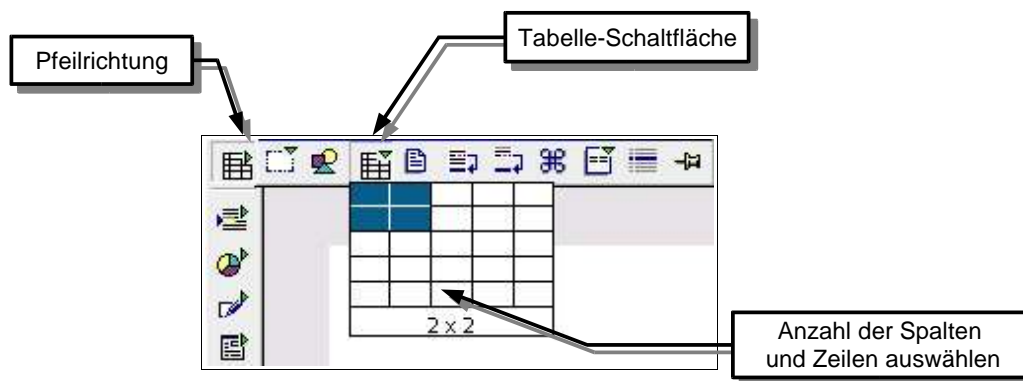 Tabelle-Schaltfläche
Pfeilrichtung
2 x 2
Anzahl der Spalten
und Zeilen auswählen